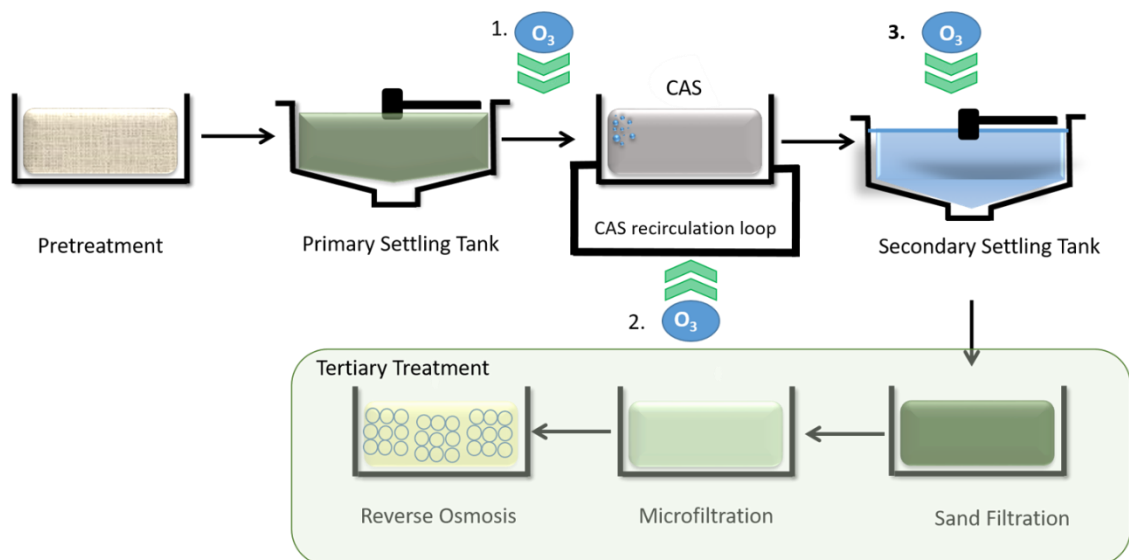 1.
O3
3.
O3
CAS
Pretreatment
Primary Settling Tank
CAS recirculation loop
Secondary Settling Tank
2.
O3
Tertiary Treatment
Reverse Osmosis
Microfiltration
Sand Filtration